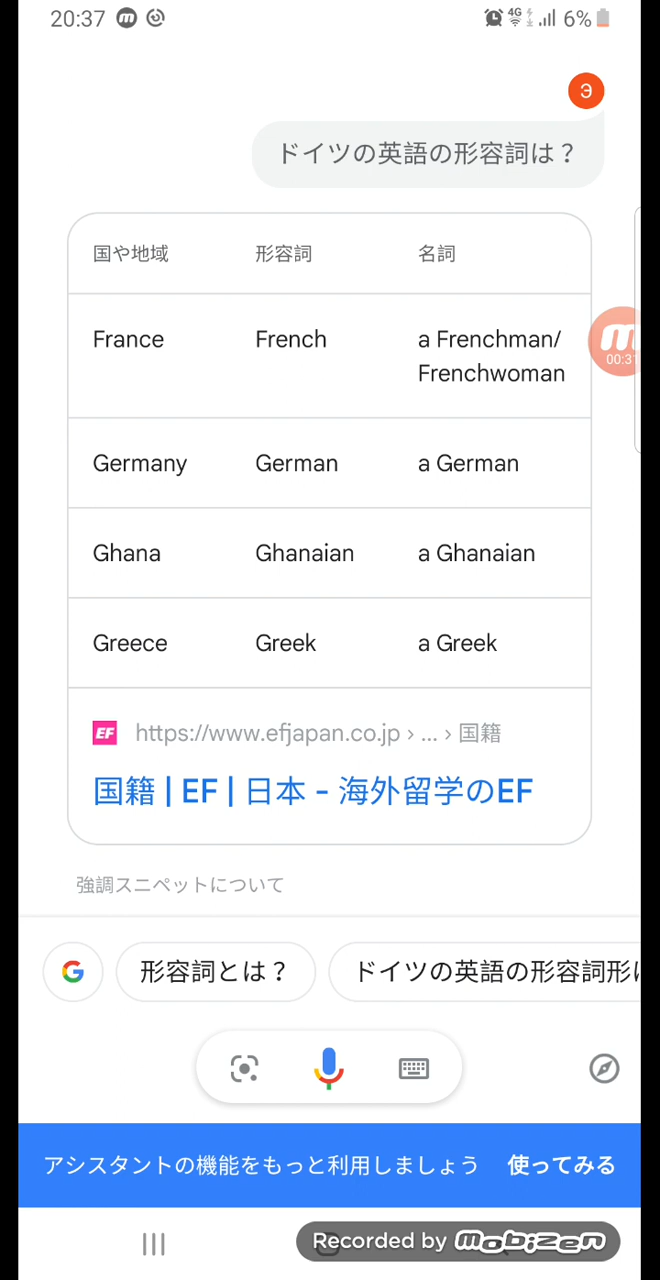 20:37 4G 6%
Э
ドイツの英語の形容詞は？
国や地域 形容詞 名詞
France French a Frenchman/
Frenchwoman
00:31
Germany German a German
Ghana Ghanaian a Ghanaian
Greece Greek a Greek
EF https://www.efjapan.co.jp › ... › 国籍
国籍 | EF | 日本 - 海外留学のEF
強調スニペットについて
形容詞とは？ ドイツの英語の形容詞形
アシスタントの機能をもっと利用しましょう 使ってみる
Recorded by mobizen